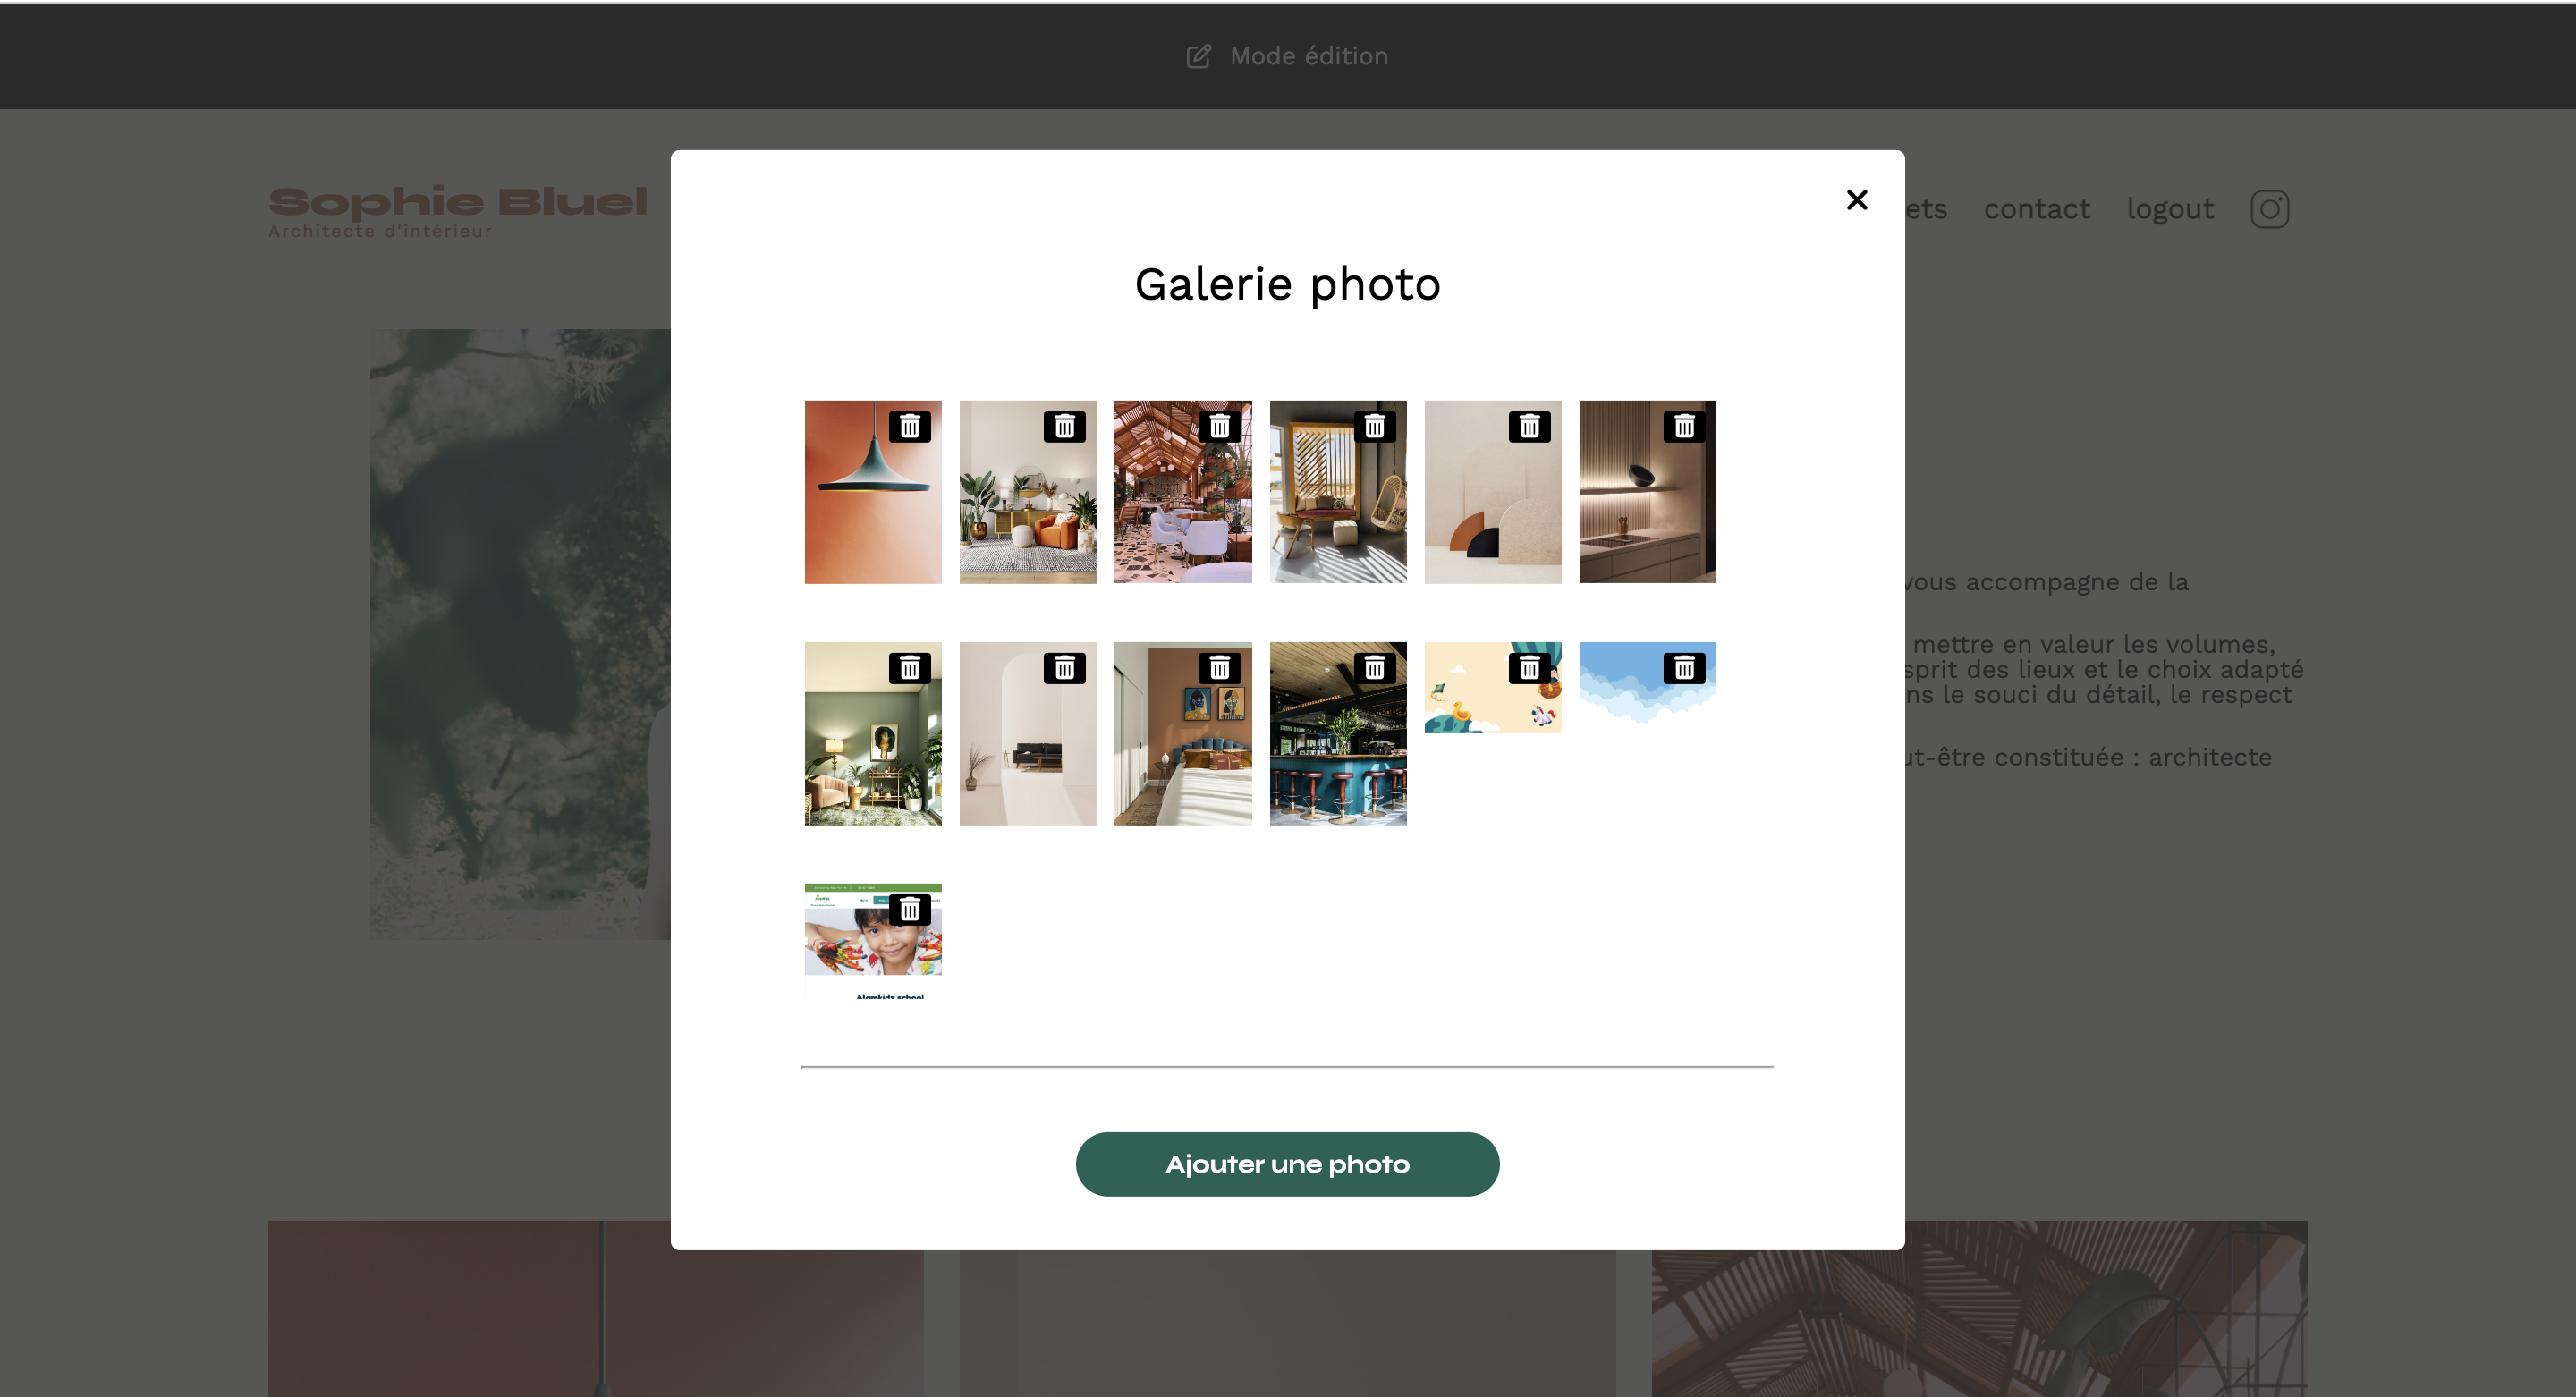 Mode édition
Sophie Bluel
Architecte d'intérieur
ets contact logout
Galerie photo
vous accompagne de la
mettre en valeur les volumes,
sprit des lieux et le choix adapté
ns le souci du détail, le respect
ut-être constituée : architecte
Alamkidz school
Ajouter une photo